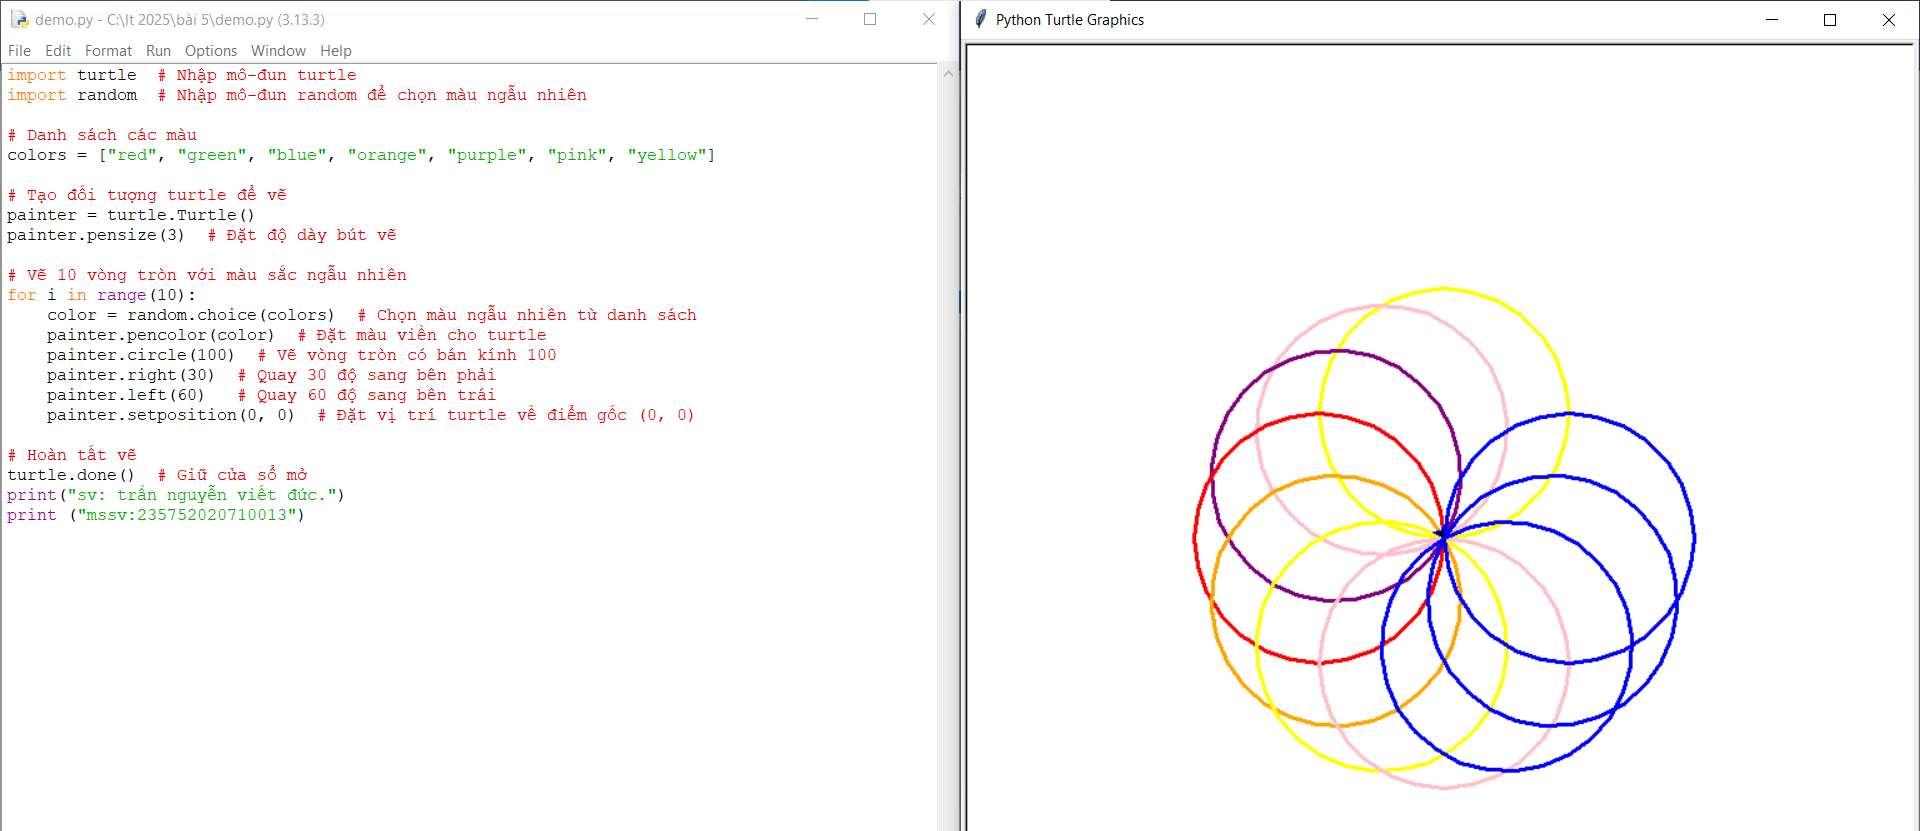 demo.py - C:\lt 2025\bài 5\demo.py (3.13.3)
File Edit Format Run Options Window Help
import turtle  # Nhập mô-đun turtle
import random  # Nhập mô-đun random để chọn màu ngẫu nhiên
# Danh sách các màu
colors = ["red", "green", "blue", "orange", "purple", "pink", "yellow"]
# Tạo đối tượng turtle để vẽ
painter = turtle.Turtle()
painter.pensize(3)  # Đặt độ dày bút vẽ
# Vẽ 10 vòng tròn với màu sắc ngẫu nhiên
for i in range(10):
    color = random.choice(colors)  # Chọn màu ngẫu nhiên từ danh sách
    painter.pencolor(color)  # Đặt màu viền cho turtle
    painter.circle(100)  # Vẽ vòng tròn có bán kính 100
    painter.right(30)  # Quay 30 độ sang bên phải
    painter.left(60)   # Quay 60 độ sang bên trái
    painter.setposition(0, 0)  # Đặt vị trí turtle về điểm gốc (0, 0)
# Hoàn tất vẽ
turtle.done()  # Giữ cửa sổ mở
print("sv: trần nguyễn viết đức.")
print ("mssv:235752020710013")
Python Turtle Graphics